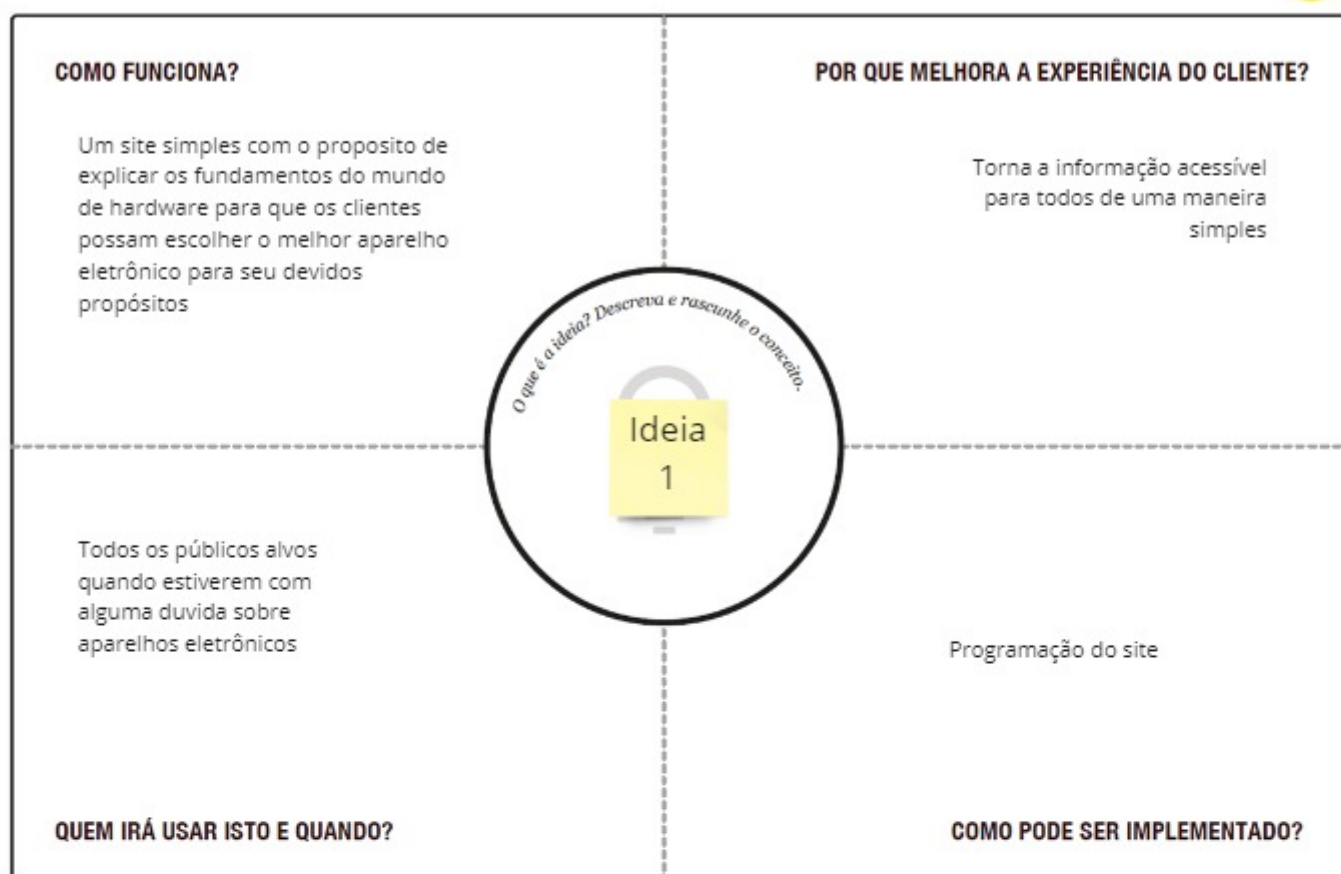 COMO FUNCIONA?
Um site simples com o proposito de
explicar os fundamentos do mundo
de hardware para que os clientes
possam escolher o melhor aparelho
eletrônico para seu devidos
propósitos
POR QUE MELHORA A EXPERIÊNCIA DO CLIENTE?
Torna a informação acessível
para todos de uma maneira
simples
O que é a ideia? Descreva e rascunhe o conceito.
Ideia
1
Todos os públicos alvos
quando estiverem com
alguma duvida sobre
aparelhos eletrônicos
QUEM IRÁ USAR ISTO E QUANDO?
Programação do site
COMO PODE SER IMPLEMENTADO?